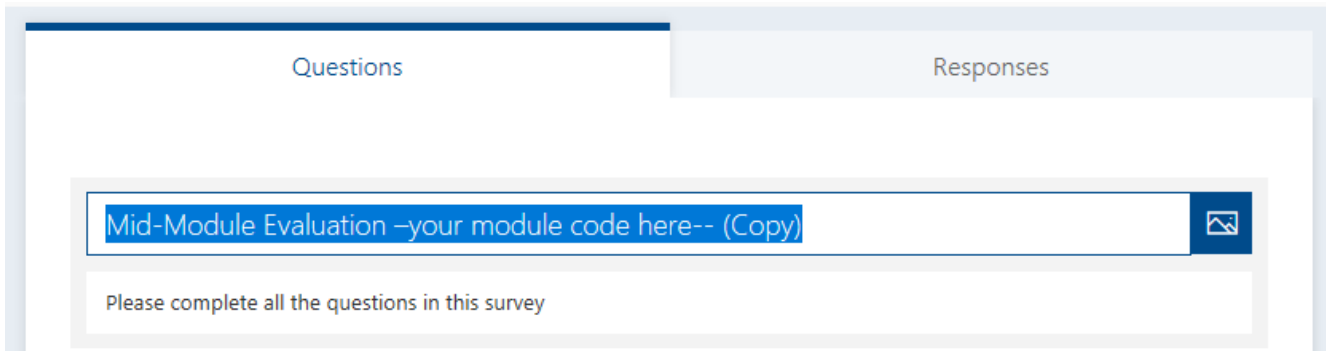 Questions
Responses
Mid-Module Evaluation –your module code here-- (Copy)
Please complete all the questions in this survey